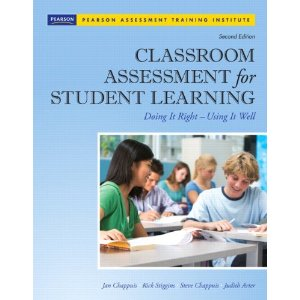 PEARSON
PEARSON ASSESSMENT TRAINING INSTITUTE
Second Edition
CLASSROOM
ASSESSMENT for
STUDENT LEARNING
Doing It Right – Using It Well
Jan Chappuis Rick Stiggins Steve Chappuis Judith Arter